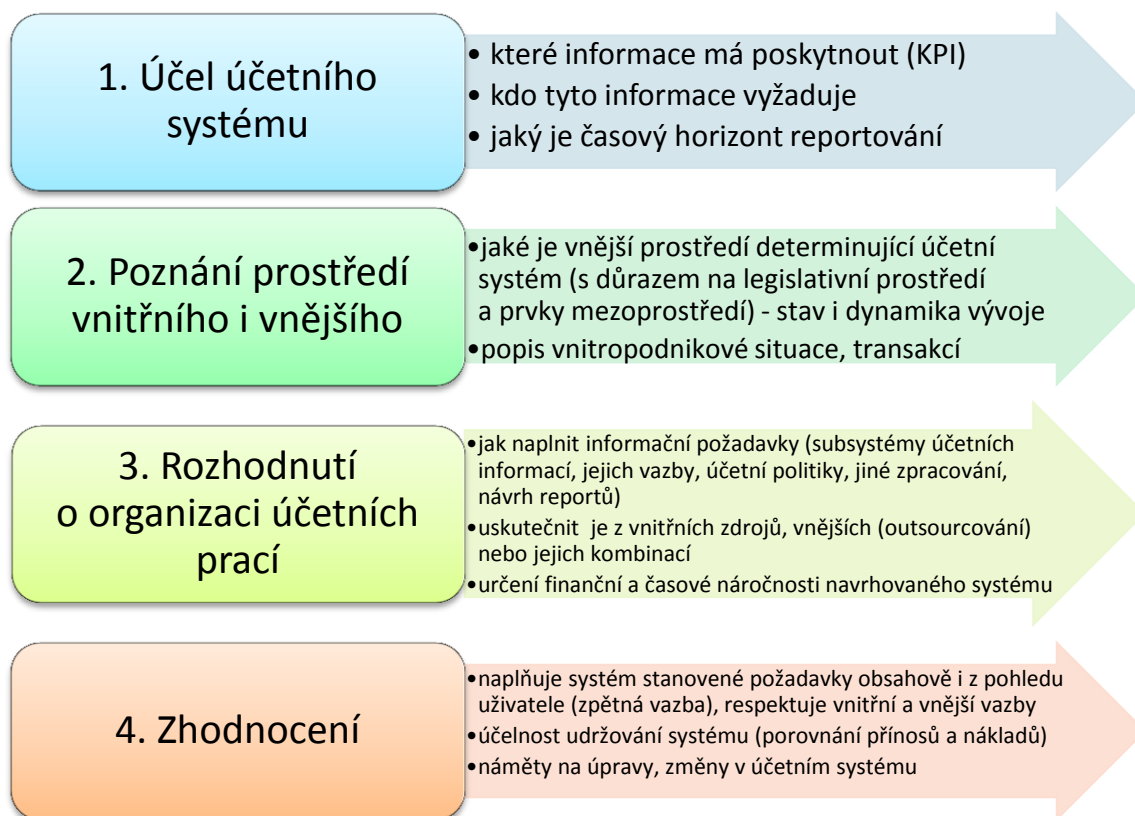 1. Účel účetního
systému
• které informace má poskytnout (KPI)
• kdo tyto informace vyžaduje
• jaký je časový horizont reportování
2. Poznání prostředí
vnitřního i vnějšího
•jaké je vnější prostředí determinující účetní
systém (s důrazem na legislativní prostředí
a prvky mezoprostředí) - stav i dynamika vývoje
•popis vnitropodnikové situace, transakcí
3. Rozhodnutí
o organizaci účetních
prací
•jak naplnit informační požadavky (subsystémy účetních
informací, jejich vazby, účetní politiky, jiné zpracování,
návrh reportů)
•uskutečnit je z vnitřních zdrojů, vnějších (outsourcování)
nebo jejich kombinací
•určení finanční a časové náročnosti navrhovaného systému
4. Zhodnocení
•naplňuje systém stanovené požadavky obsahově i z pohledu
uživatele (zpětná vazba), respektuje vnitřní a vnější vazby
•účelnost udržování systému (porovnání přínosů a nákladů)
•náměty na úpravy, změny v účetním systému